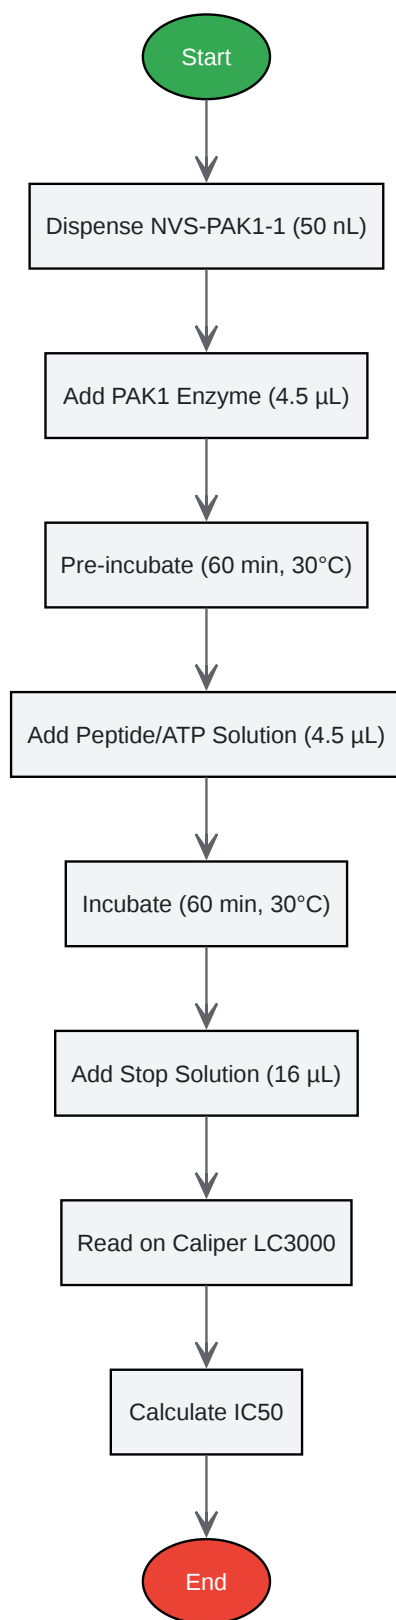 Start
Dispense NVS-PAK1-1 (50 nL)
Add PAK1 Enzyme (4.5 µL)
Pre-incubate (60 min, 30°C)
Add Peptide/ATP Solution (4.5 µL)
Incubate (60 min, 30°C)
Add Stop Solution (16 µL)
Read on Caliper LC3000
Calculate IC50
End